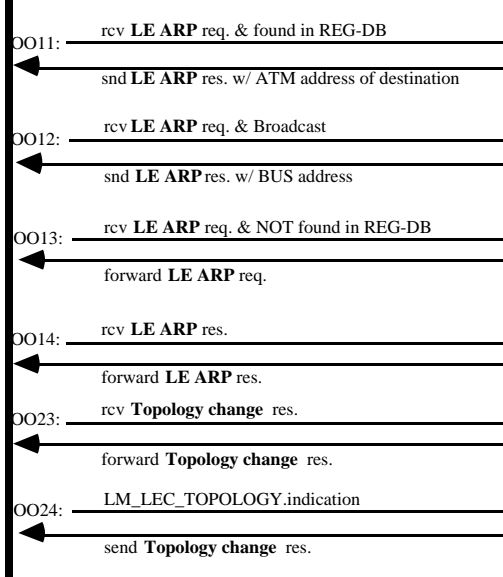 rcv LE ARP req. & found in REG-DB
OO11:
snd LE ARP res. w/ ATM address of destination
rcv LE ARP req. & Broadcast
OO12:
snd LE ARP res. w/ BUS address
rcv LE ARP req. & NOT found in REG-DB
OO13:
forward LE ARP req.
rcv LE ARP res.
OO14:
forward LE ARP res.
rcv Topology change res.
OO23:
forward Topology change res.
LM_LEC_TOPOLOGY.indication
OO24:
send Topology change res.